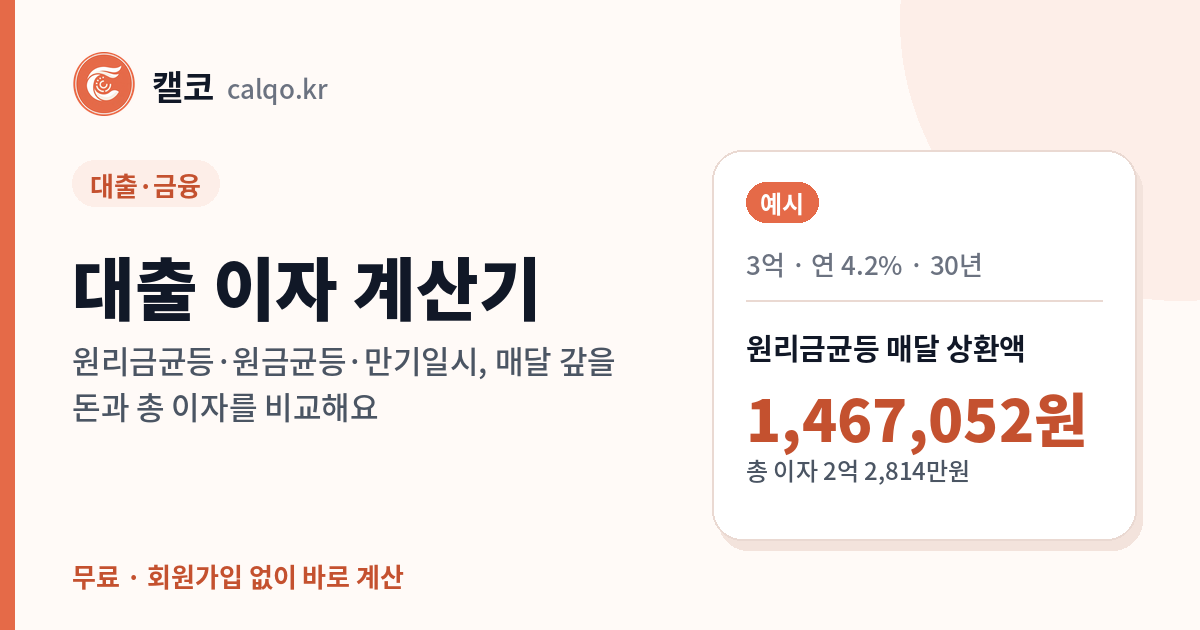 캘코 calqo.kr
대출·금융
대출 이자 계산기
원리금균등·원금균등·만기일시, 매달 갚을
돈과 총 이자를 비교해요
무료 · 회원가입 없이 바로 계산
예시
3억 · 연 4.2% · 30년
원리금균등 매달 상환액
1,467,052원
총 이자 2억 2,814만원